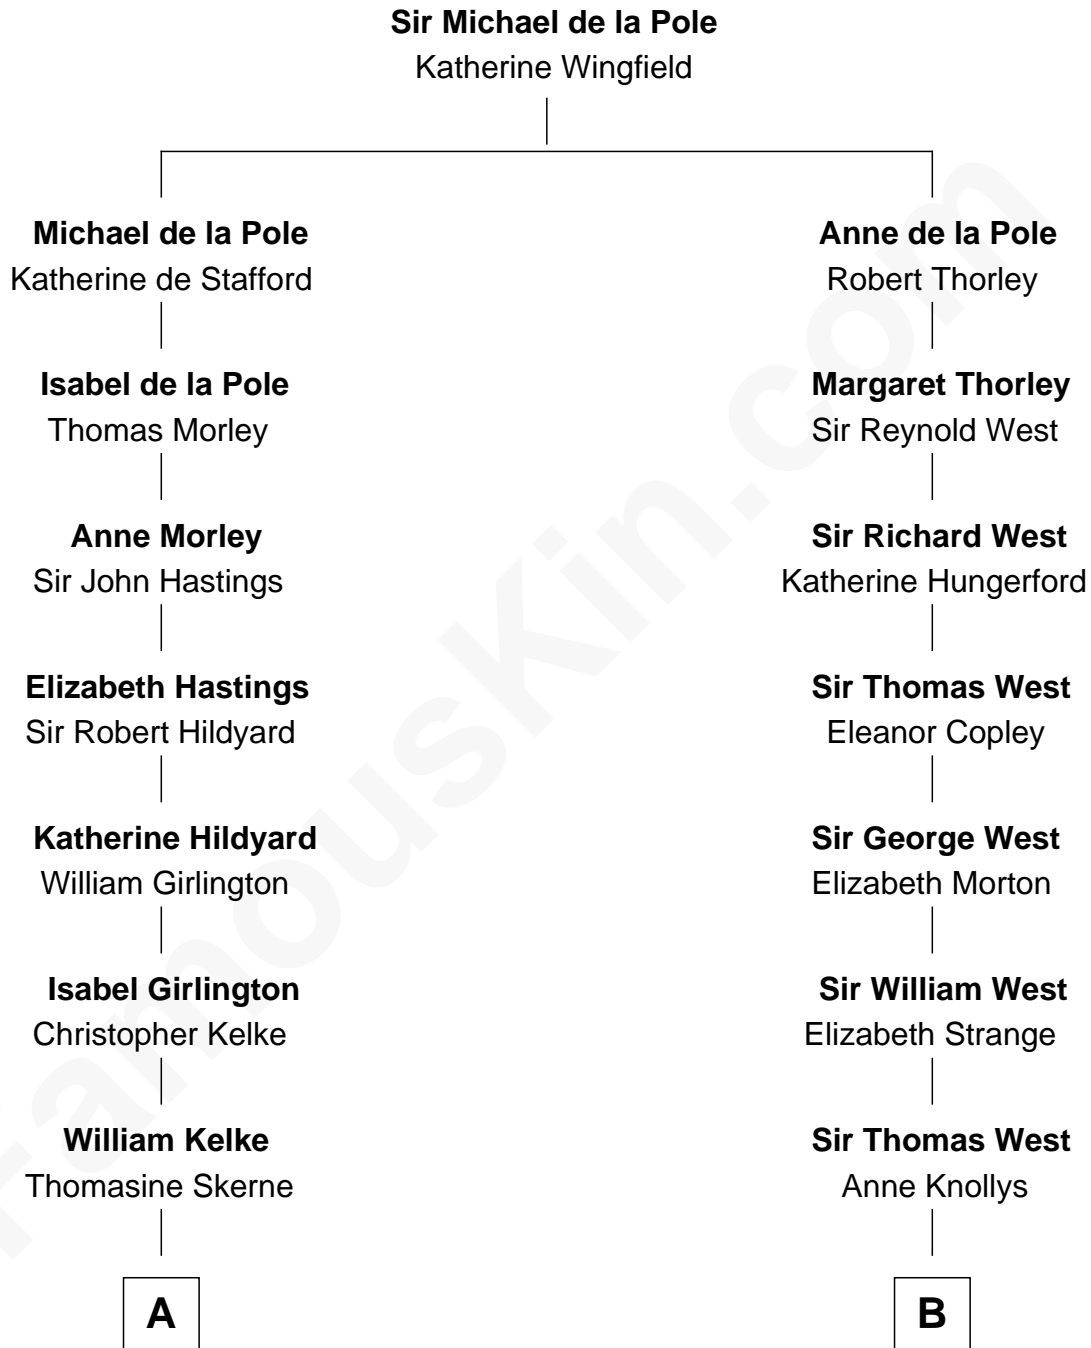 Sir Michael de la Pole
Katherine Wingfield
Michael de la Pole
Katherine de Stafford
Isabel de la Pole
Thomas Morley
Anne Morley
Sir John Hastings
Elizabeth Hastings
Sir Robert Hildyard
Katherine Hildyard
William Girlington
Isabel Girlington
Christopher Kelke
William Kelke
Thomasine Skerne
A
Anne de la Pole
Robert Thorley
Margaret Thorley
Sir Reynold West
Sir Richard West
Katherine Hungerford
Sir Thomas West
Eleanor Copley
Sir George West
Elizabeth Morton
Sir William West
Elizabeth Strange
Sir Thomas West
Anne Knollys
B
FamousKin.com